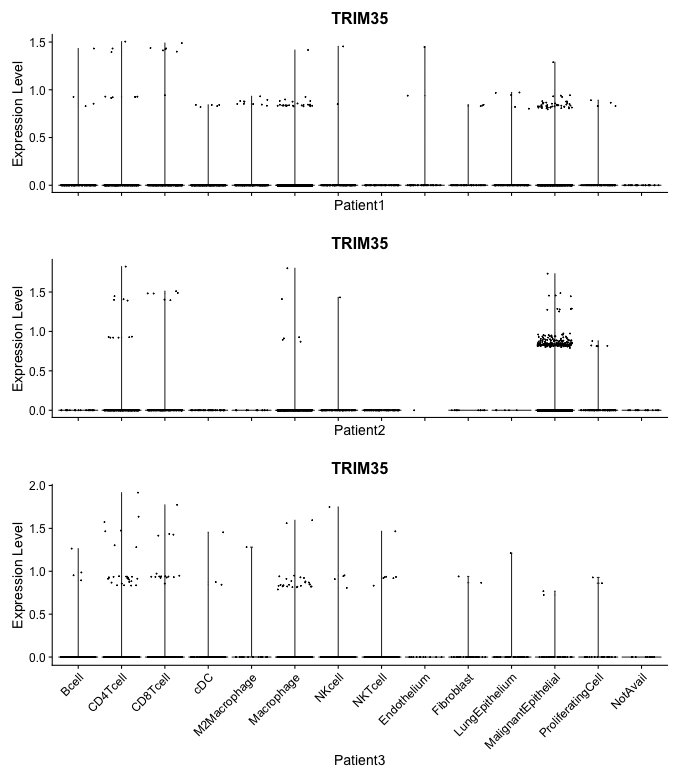 TRIM35
1.5
1.0
0.5
0.0
Expression Level
Patient1
TRIM35
1.5
1.0
0.5
0.0
Expression Level
Patient2
TRIM35
2.0
1.5
1.0
0.5
0.0
Expression Level
Bcell
CD4Tcell
CD8Tcell
cDC
M2Macrophage
Macrophage
NKcell
NKTcell
Endothelium
Fibroblast
LungEpithelium
MalignantEpithelial
ProliferatingCell
NotAvail
Patient3